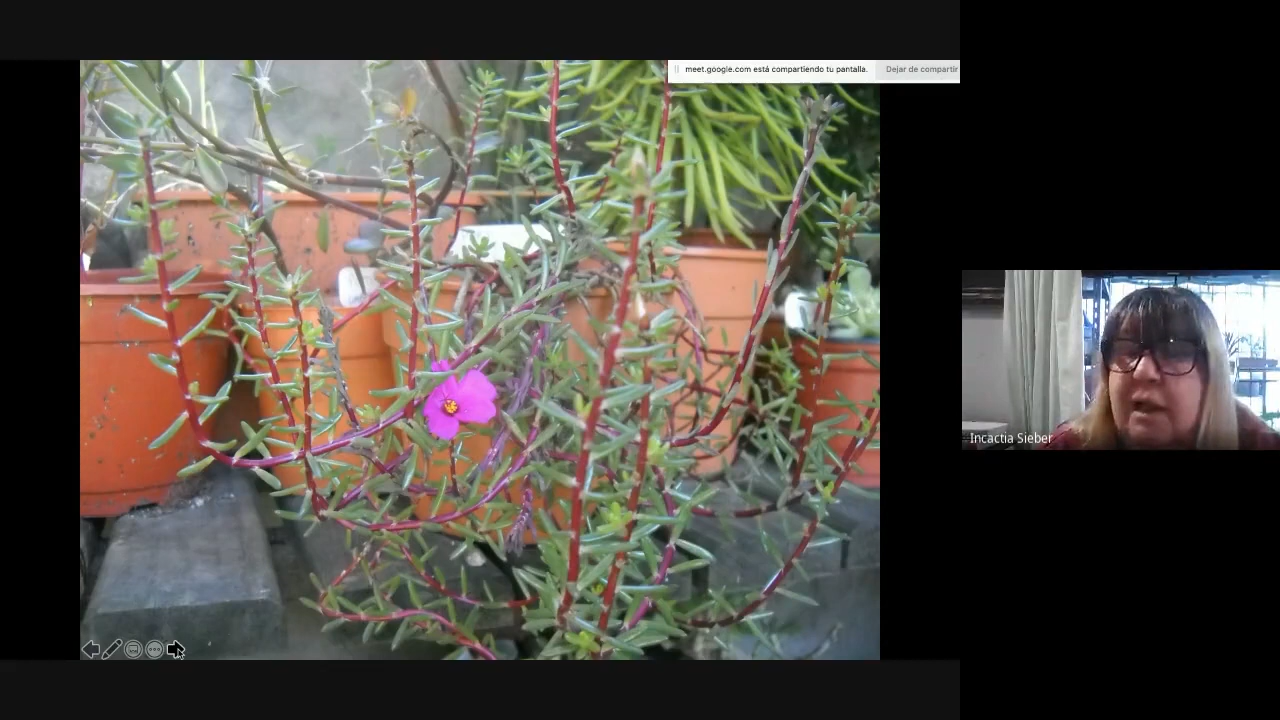 meet.google.com está compartiendo tu pantalla.
Dejar de compartir
Incactia Sieber